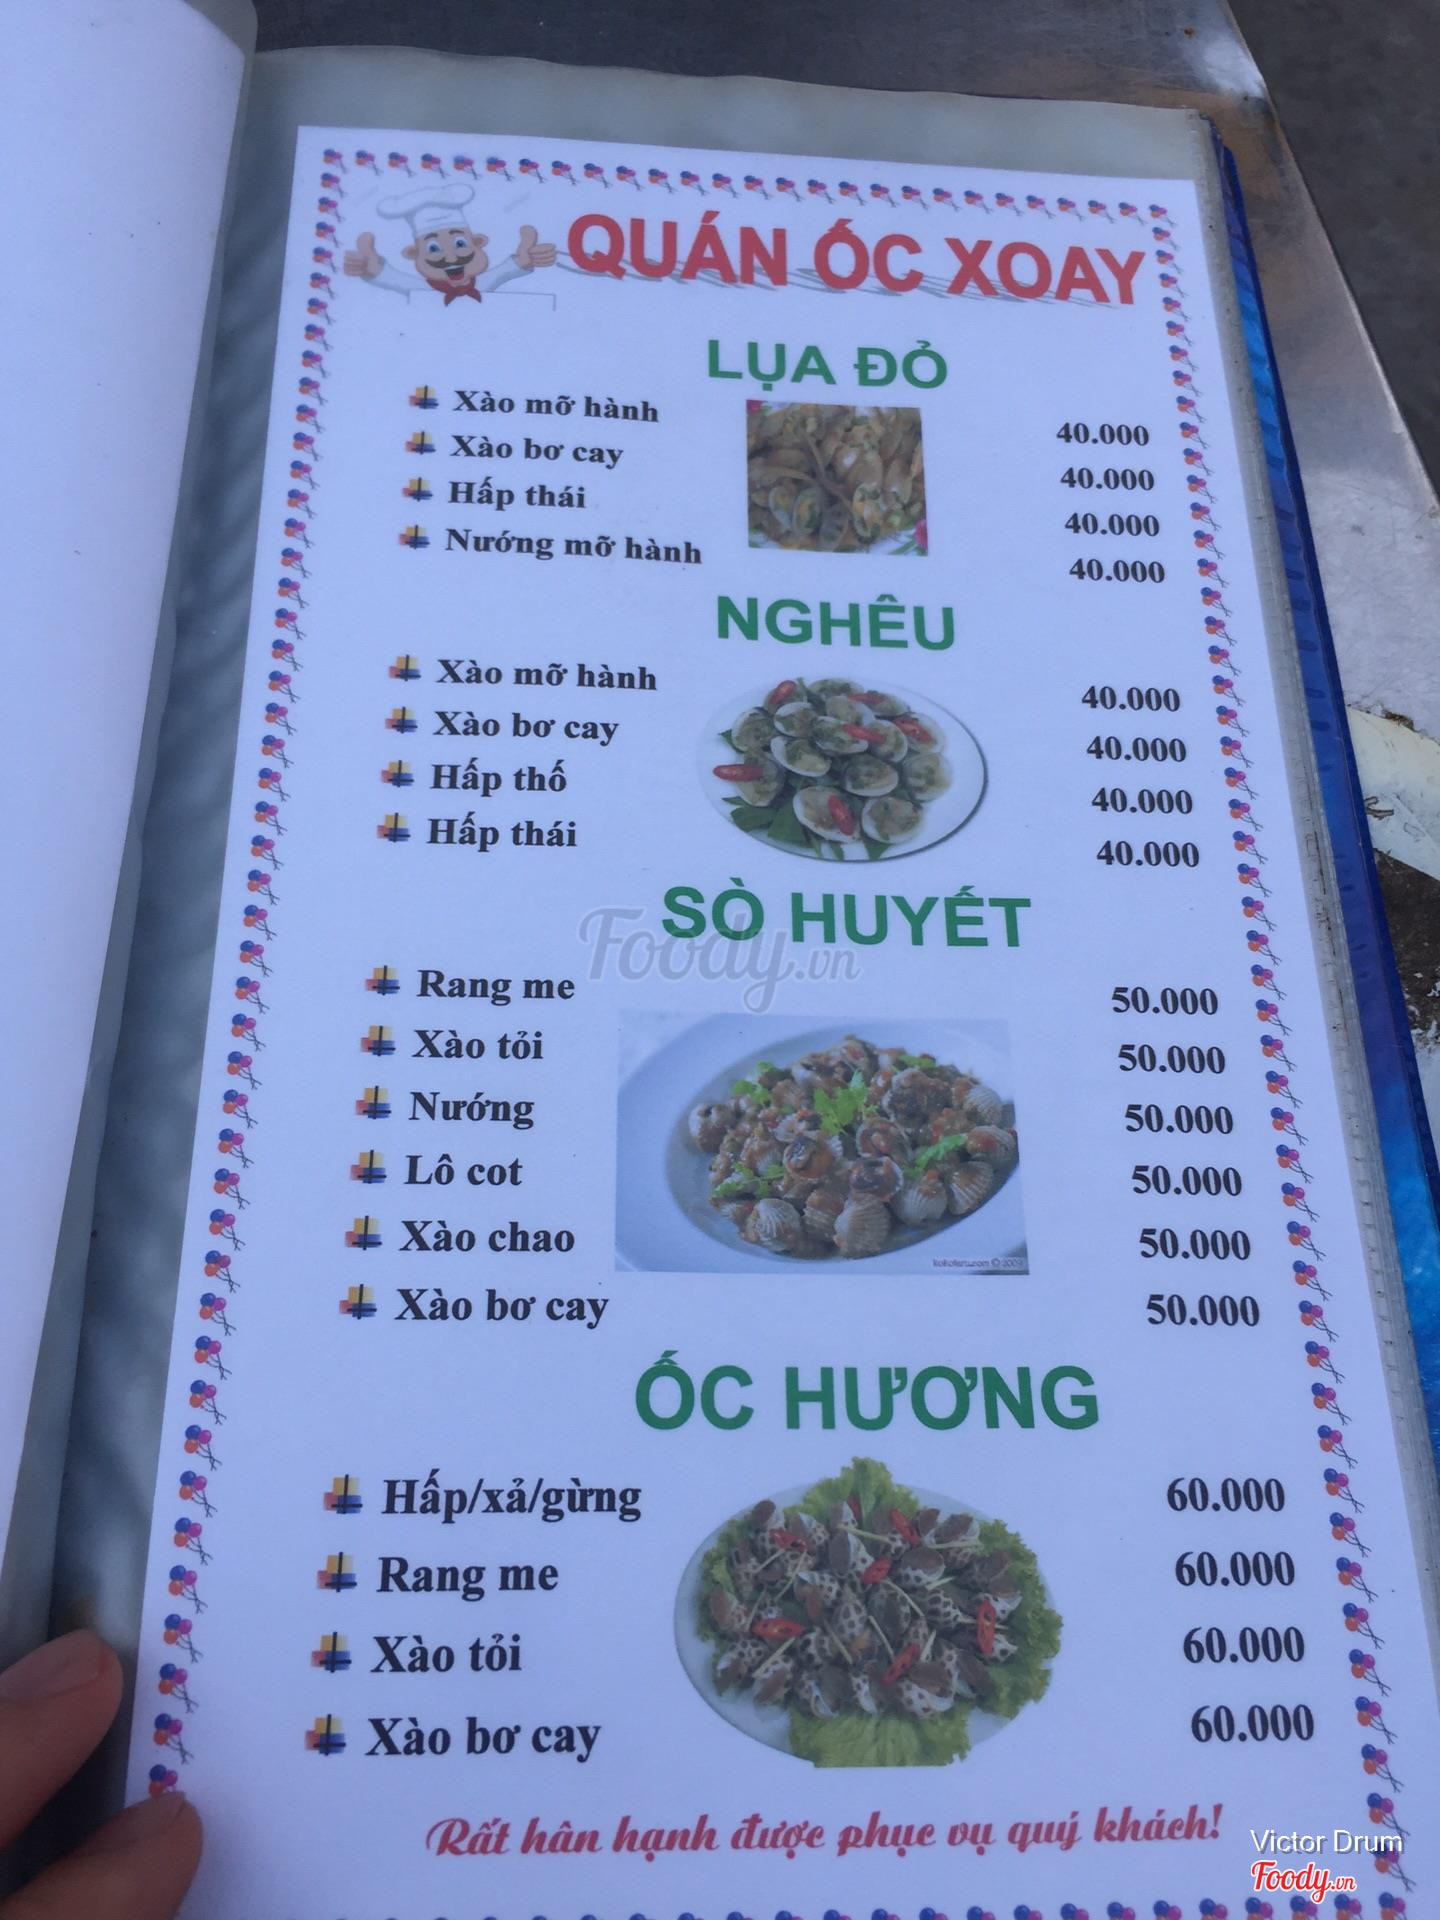 QUÁN ỐC XOAY
LỤA ĐỎ
Xào mỡ hành 40.000
Xào bơ cay 40.000
Hấp thái 40.000
Nướng mỡ hành 40.000
NGHÊU
Xào mỡ hành 40.000
Xào bơ cay 40.000
Hấp thố 40.000
Hấp thái 40.000
SÒ HUYẾT
Foody.vn
Rang me 50.000
Xào tỏi 50.000
Nướng 50.000
Lô cot 50.000
Xào chao 50.000
Xào bơ cay 50.000
ỐC HƯƠNG
Hấp/xả/gừng 60.000
Rang me 60.000
Xào tỏi 60.000
Xào bơ cay 60.000
Rất hân hạnh được phục vụ quý khách!
Victor Drum
Foody.vn